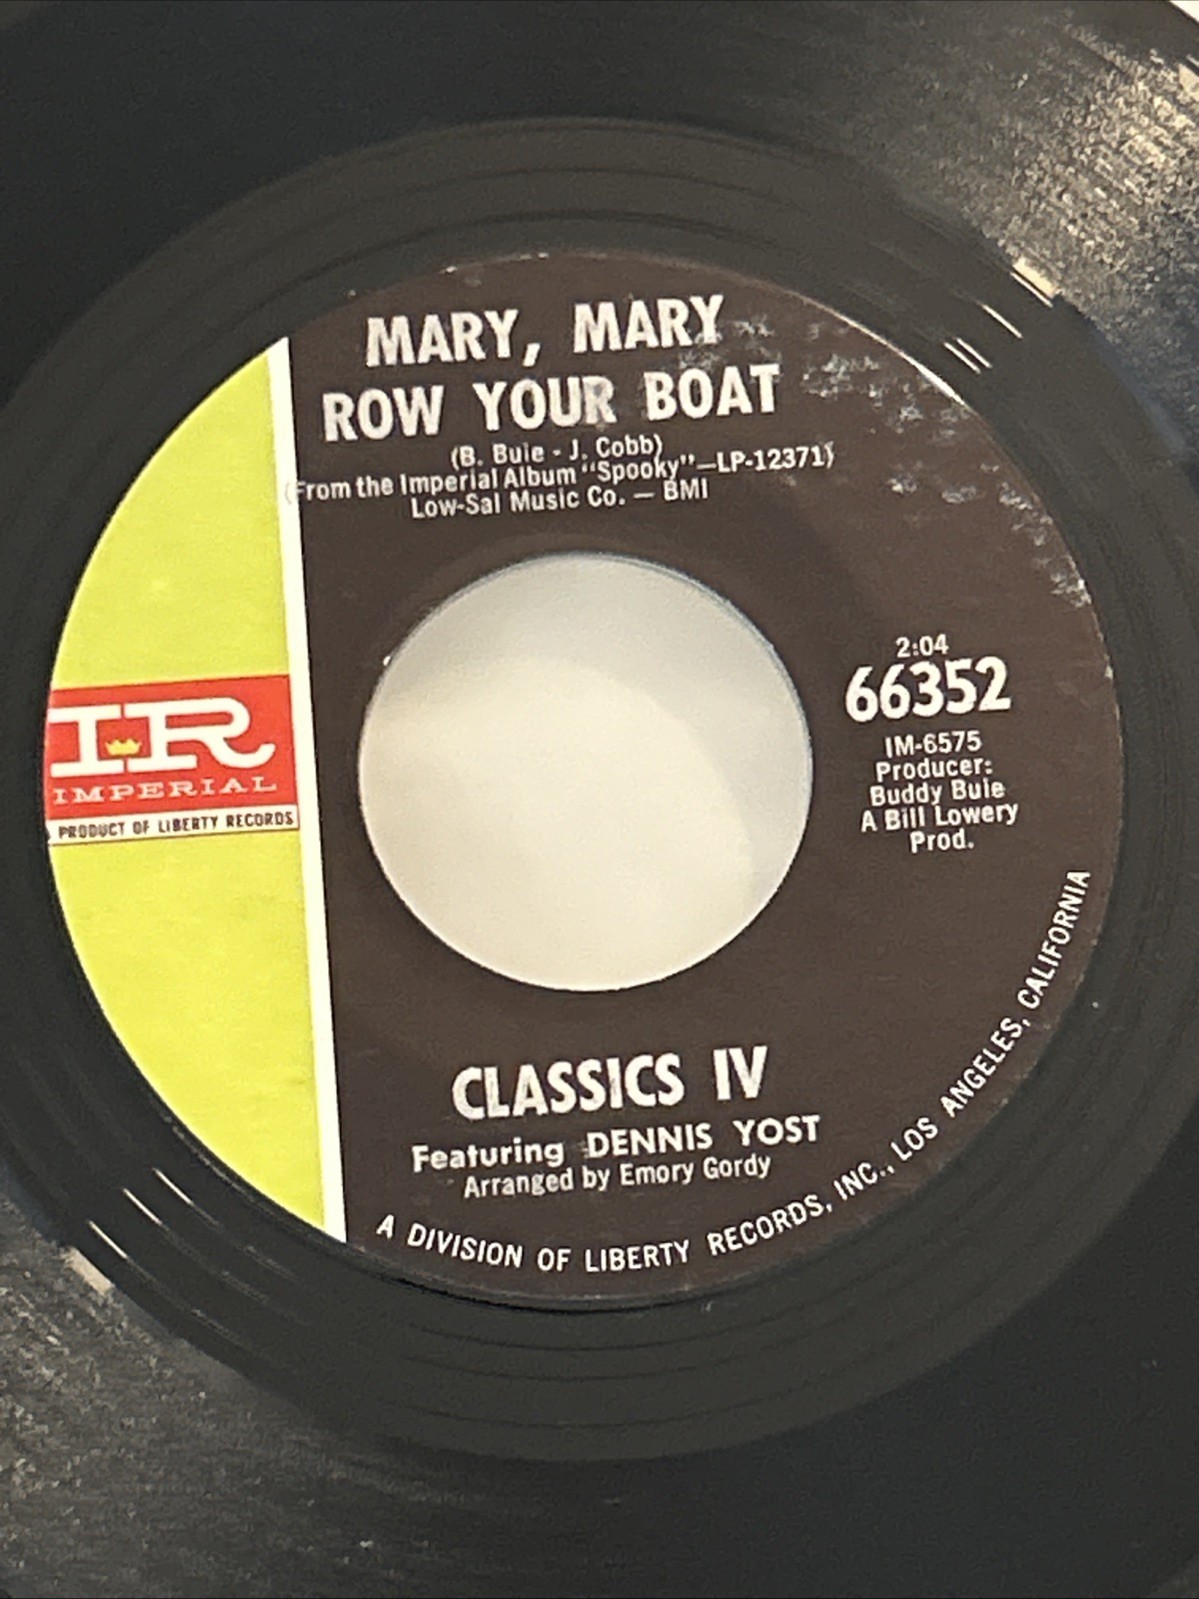 MARY, MARY
ROW YOUR BOAT
(B. Buie - J. Cobb)
(From the Imperial Album "Spooky"—LP-12371)
Low-Sal Music Co. — BMI
2:04
66352
IM-6575
Producer:
Buddy Buie
A Bill Lowery
Prod.
IR
IMPERIAL
PRODUCT OF LIBERTY RECORDS
CLASSICS IV
Featuring DENNIS YOST
Arranged by Emory Gordy
A DIVISION OF LIBERTY RECORDS, INC., LOS ANGELES, CALIFORNIA